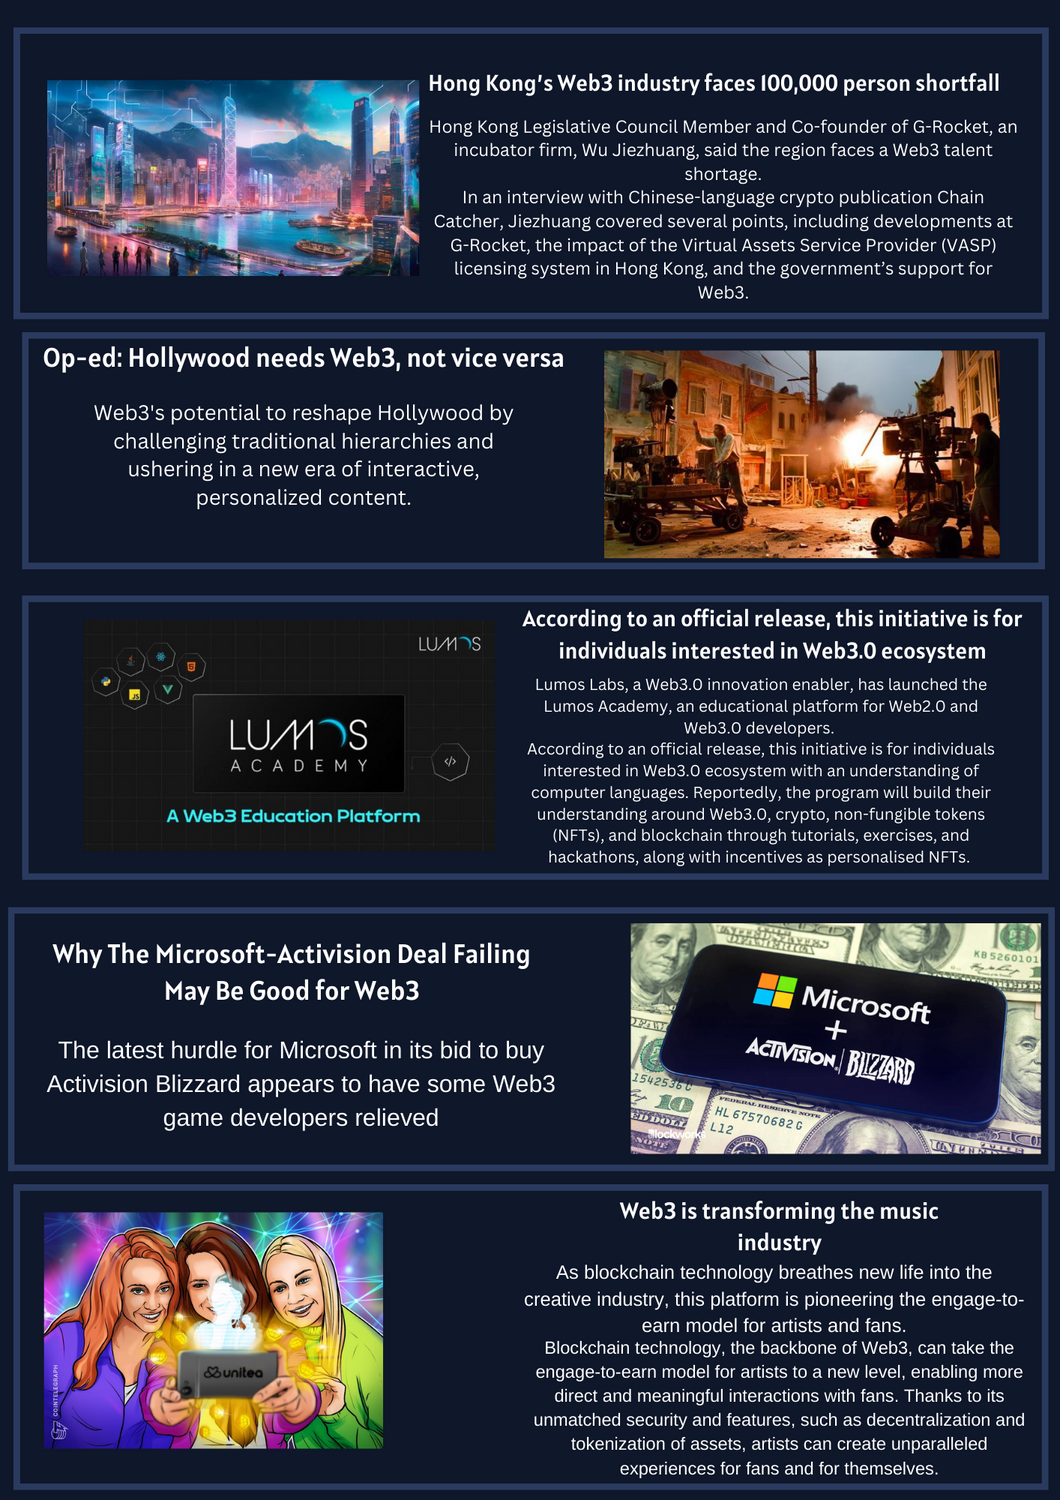 Hong Kong's Web3 industry faces 100,000 person shortfall
Hong Kong Legislative Council Member and Co-founder of G-Rocket, an
incubator firm, Wu Jiezhuang, said the region faces a Web3 talent
shortage.
In an interview with Chinese-language crypto publication Chain
Catcher, Jiezhuang covered several points, including developments at
G-Rocket, the impact of the Virtual Assets Service Provider (VASP)
licensing system in Hong Kong, and the government's support for
Web3.
Op-ed: Hollywood needs Web3, not vice versa
Web3's potential to reshape Hollywood by
challenging traditional hierarchies and
ushering in a new era of interactive,
personalized content.
LUMOS
JS
LUMOS
ACADEMY
</>
A Web3 Education Platform
According to an official release, this initiative is for
individuals interested in Web3.0 ecosystem
Lumos Labs, a Web3.0 innovation enabler, has launched the
Lumos Academy, an educational platform for Web2.0 and
Web3.0 developers.
According to an official release, this initiative is for individuals
interested in Web3.0 ecosystem with an understanding of
computer languages. Reportedly, the program will build their
understanding around Web3.0, crypto, non-fungible tokens
(NFTs), and blockchain through tutorials, exercises, and
hackathons, along with incentives as personalised NFTs.
Why The Microsoft-Activision Deal Failing
May Be Good for Web3
The latest hurdle for Microsoft in its bid to buy
Activision Blizzard appears to have some Web3
game developers relieved
KB5260101
Microsoft
+
ACTIVISION | BLIZZARD
1542536
10
FEDERAL RESERVE NOTE
HL 67570682 G
L12
Blockworks
Web3 is transforming the music
industry
As blockchain technology breathes new life into the
creative industry, this platform is pioneering the engage-to-
earn model for artists and fans.
Blockchain technology, the backbone of Web3, can take the
engage-to-earn model for artists to a new level, enabling more
direct and meaningful interactions with fans. Thanks to its
unmatched security and features, such as decentralization and
tokenization of assets, artists can create unparalleled
experiences for fans and for themselves.
unitea
COINTELEGRAPH